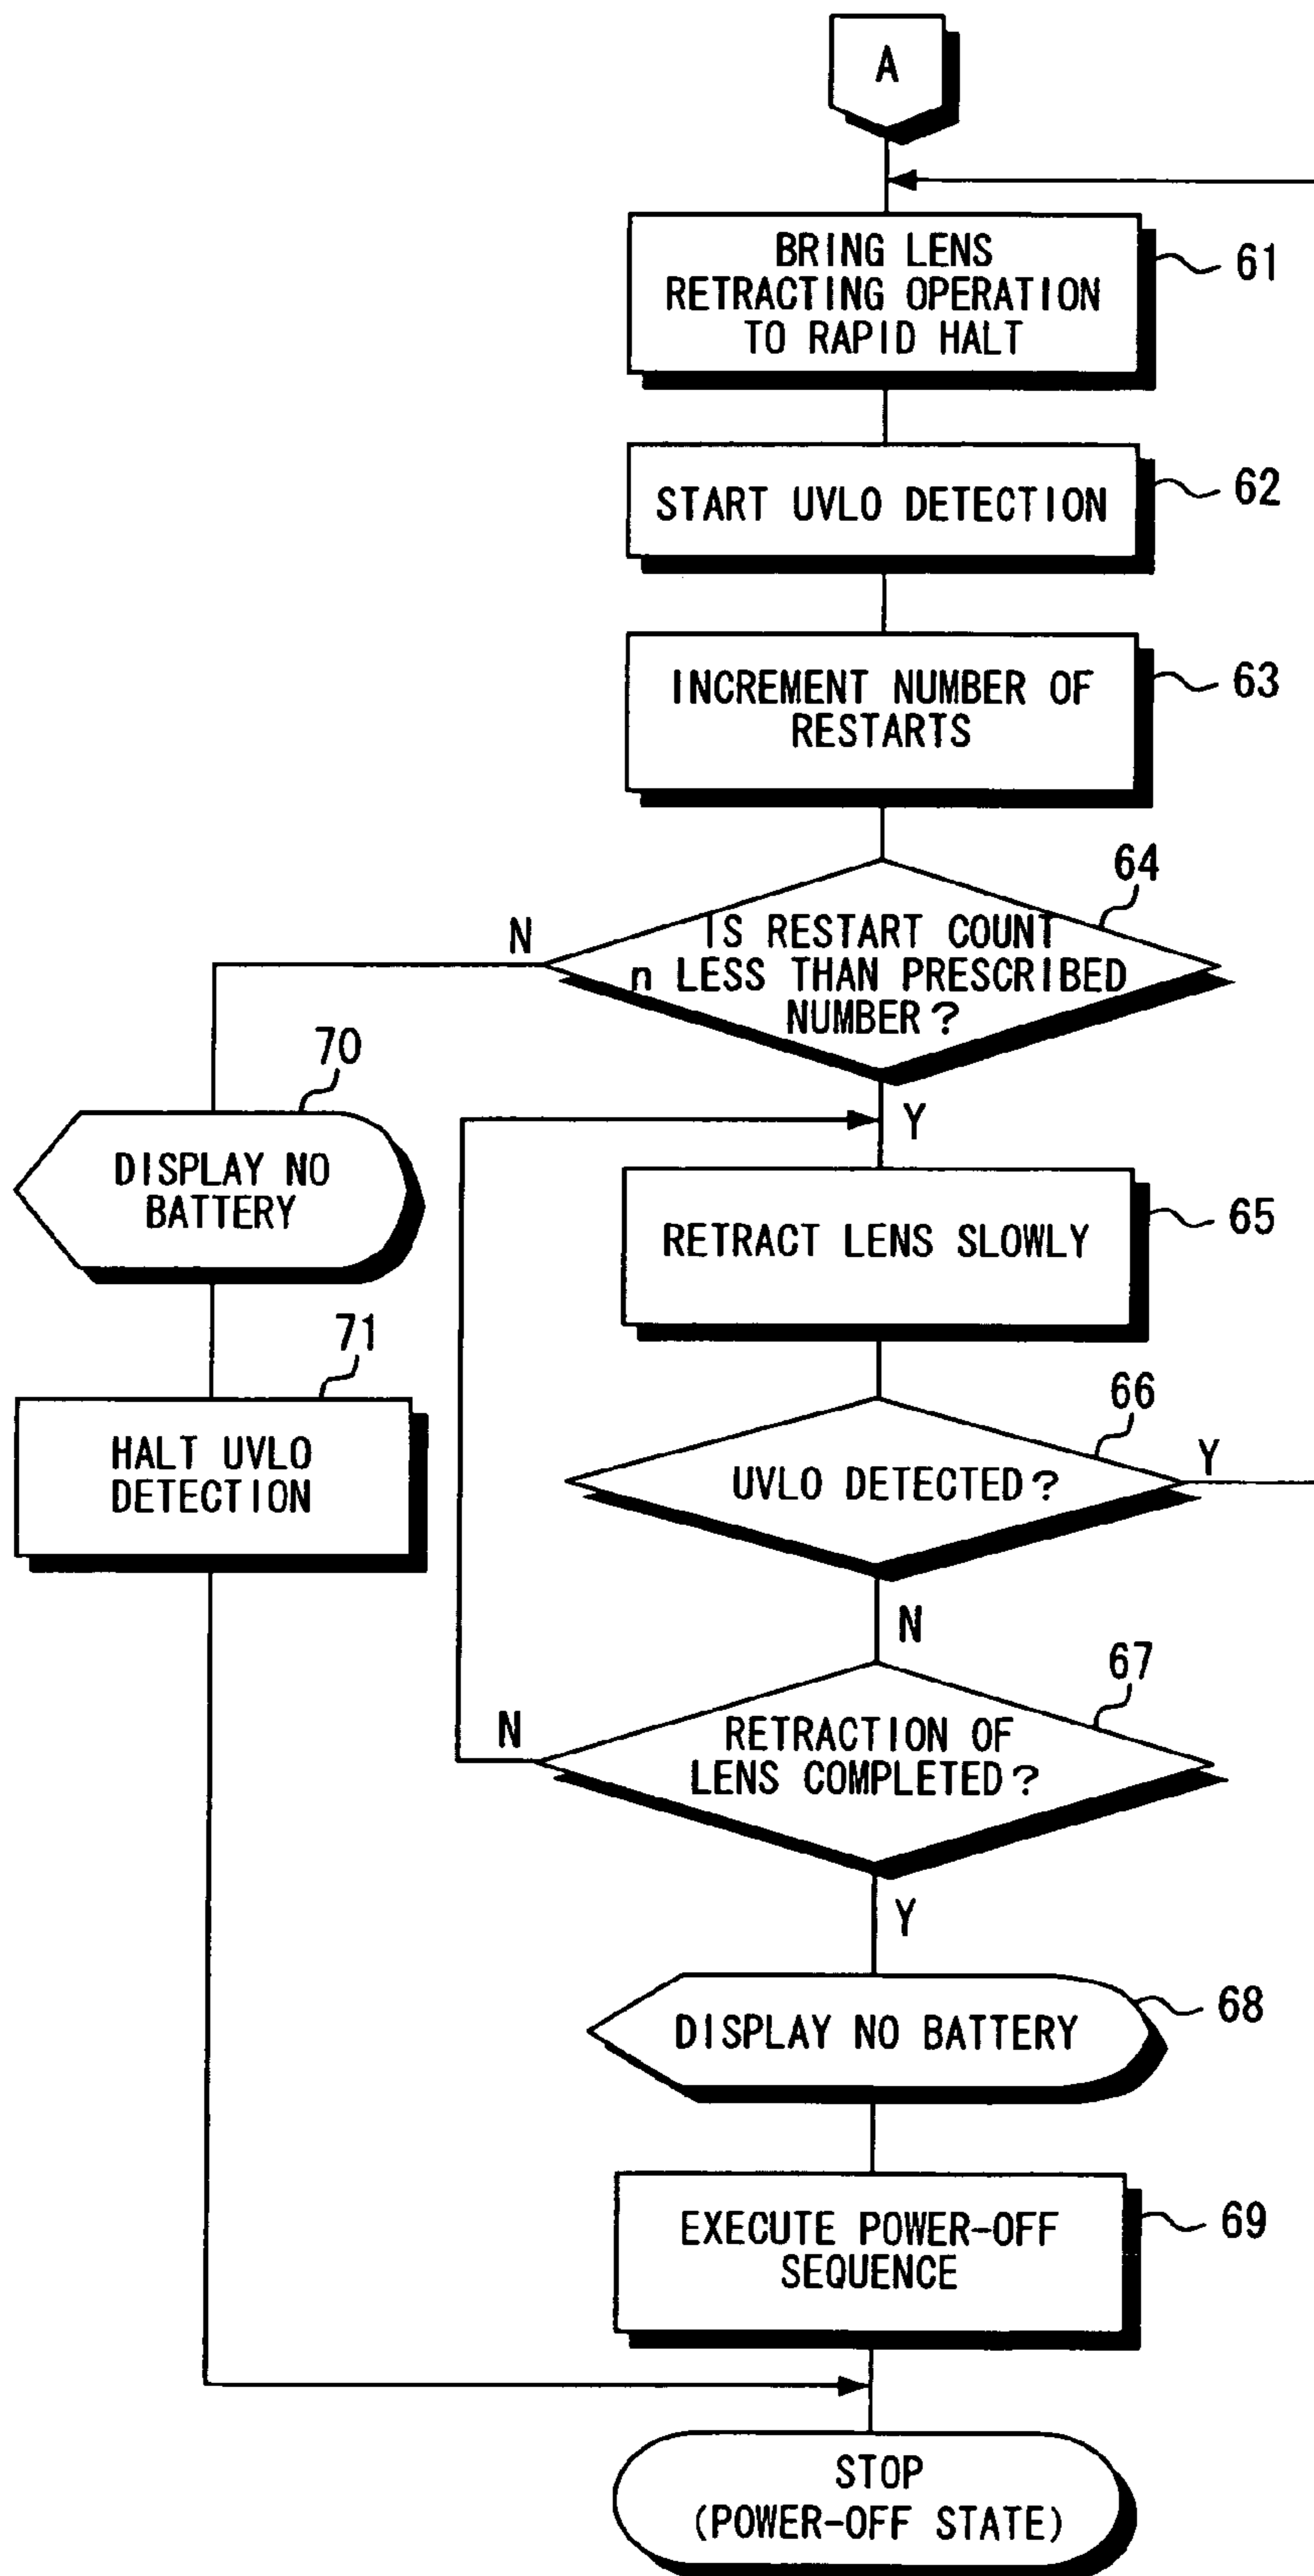 A
BRING LENS
RETRACTING OPERATION
TO RAPID HALT
61
START UVLO DETECTION
62
INCREMENT NUMBER OF
RESTARTS
63
64
N
IS RESTART COUNT
n LESS THAN PRESCRIBED
NUMBER?
70
Y
DISPLAY NO
BATTERY
RETRACT LENS SLOWLY
65
71
HALT UVLO
DETECTION
66
UVLO DETECTED?
Y
N
67
N
RETRACTION OF
LENS COMPLETED?
Y
DISPLAY NO BATTERY
68
EXECUTE POWER-OFF
SEQUENCE
69
STOP
(POWER-OFF STATE)